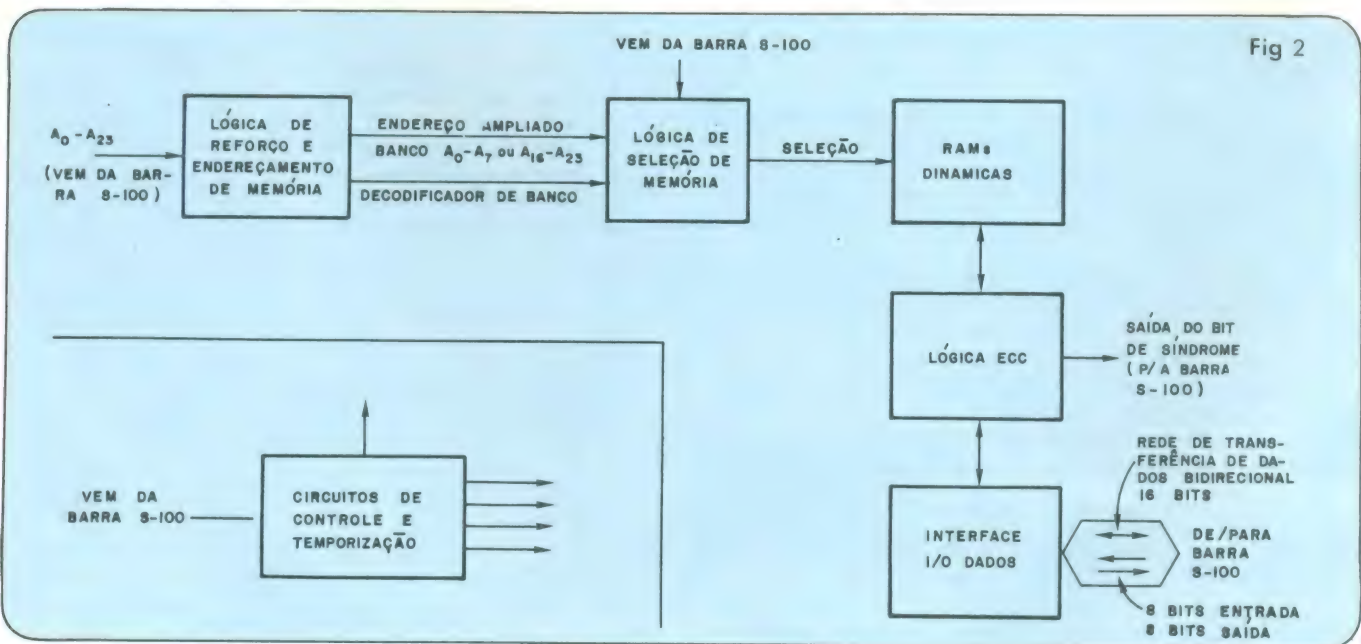 Fig 2
VEM DA BARRA S-100
A0-A23
(VEM DA BAR-
RA S-100)
LÓGICA DE
REFORÇO E
ENDEREÇAMENTO
DE MEMÓRIA
ENDEREÇO AMPLIADO
BANCO A0-A7 ou A16-A23
DECODIFICADOR DE BANCO
LÓGICA DE
SELEÇÃO DE
MEMÓRIA
SELEÇÃO
RAMs
DINAMICAS
LÓGICA ECC
SAÍDA DO BIT
DE SÍNDROME
(P/A BARRA
S-100)
VEM DA
BARRA S-100
CIRCUITOS DE
CONTROLE E
TEMPORIZAÇÃO
INTERFACE
I/O DADOS
REDE DE TRANS-
FERÊNCIA DE DA-
DOS BIDIRECIONAL
16 BITS
DE/PARA
BARRA
S-100
8 BITS ENTRADA
8 BITS SAÍDA